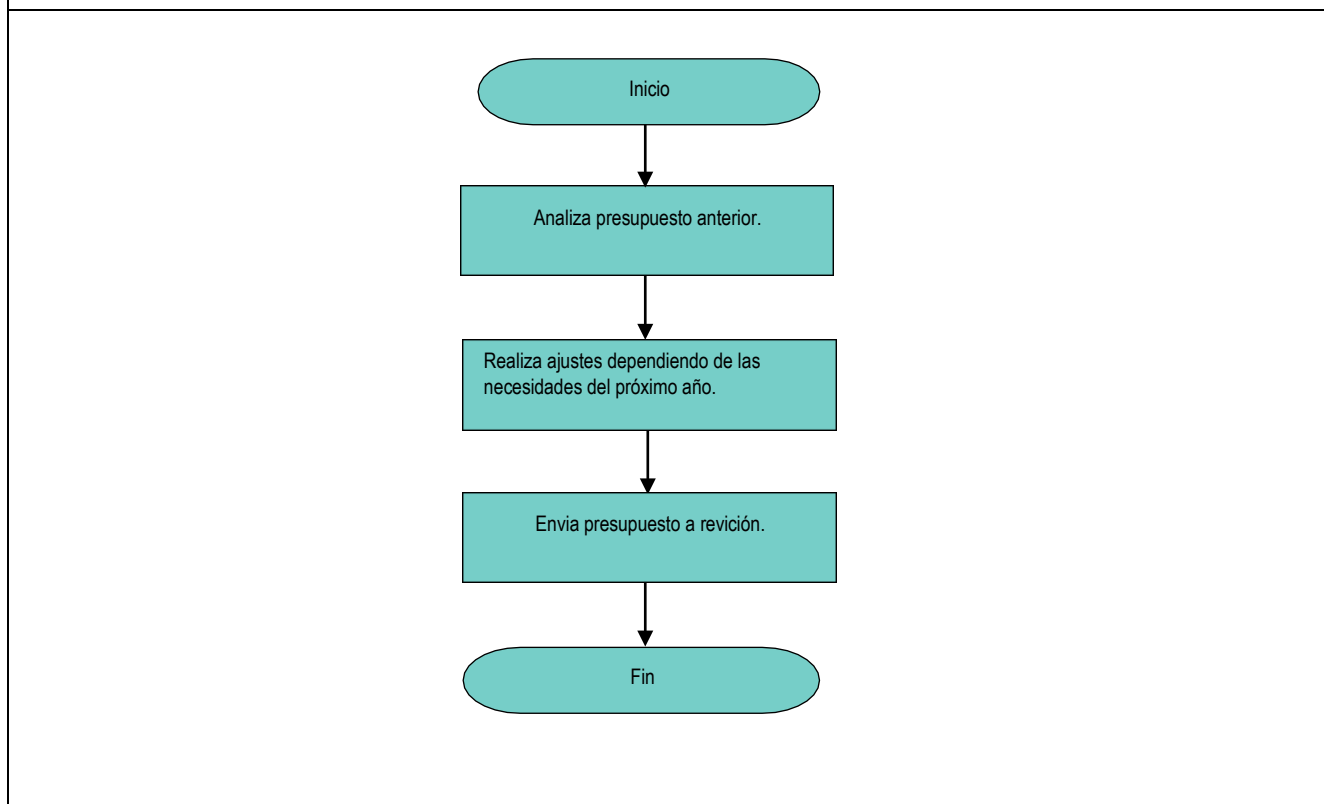 Inicio
Analiza presupuesto anterior.
Realiza ajustes dependiendo de las
necesidades del próximo año.
Envia presupuesto a revición.
Fin